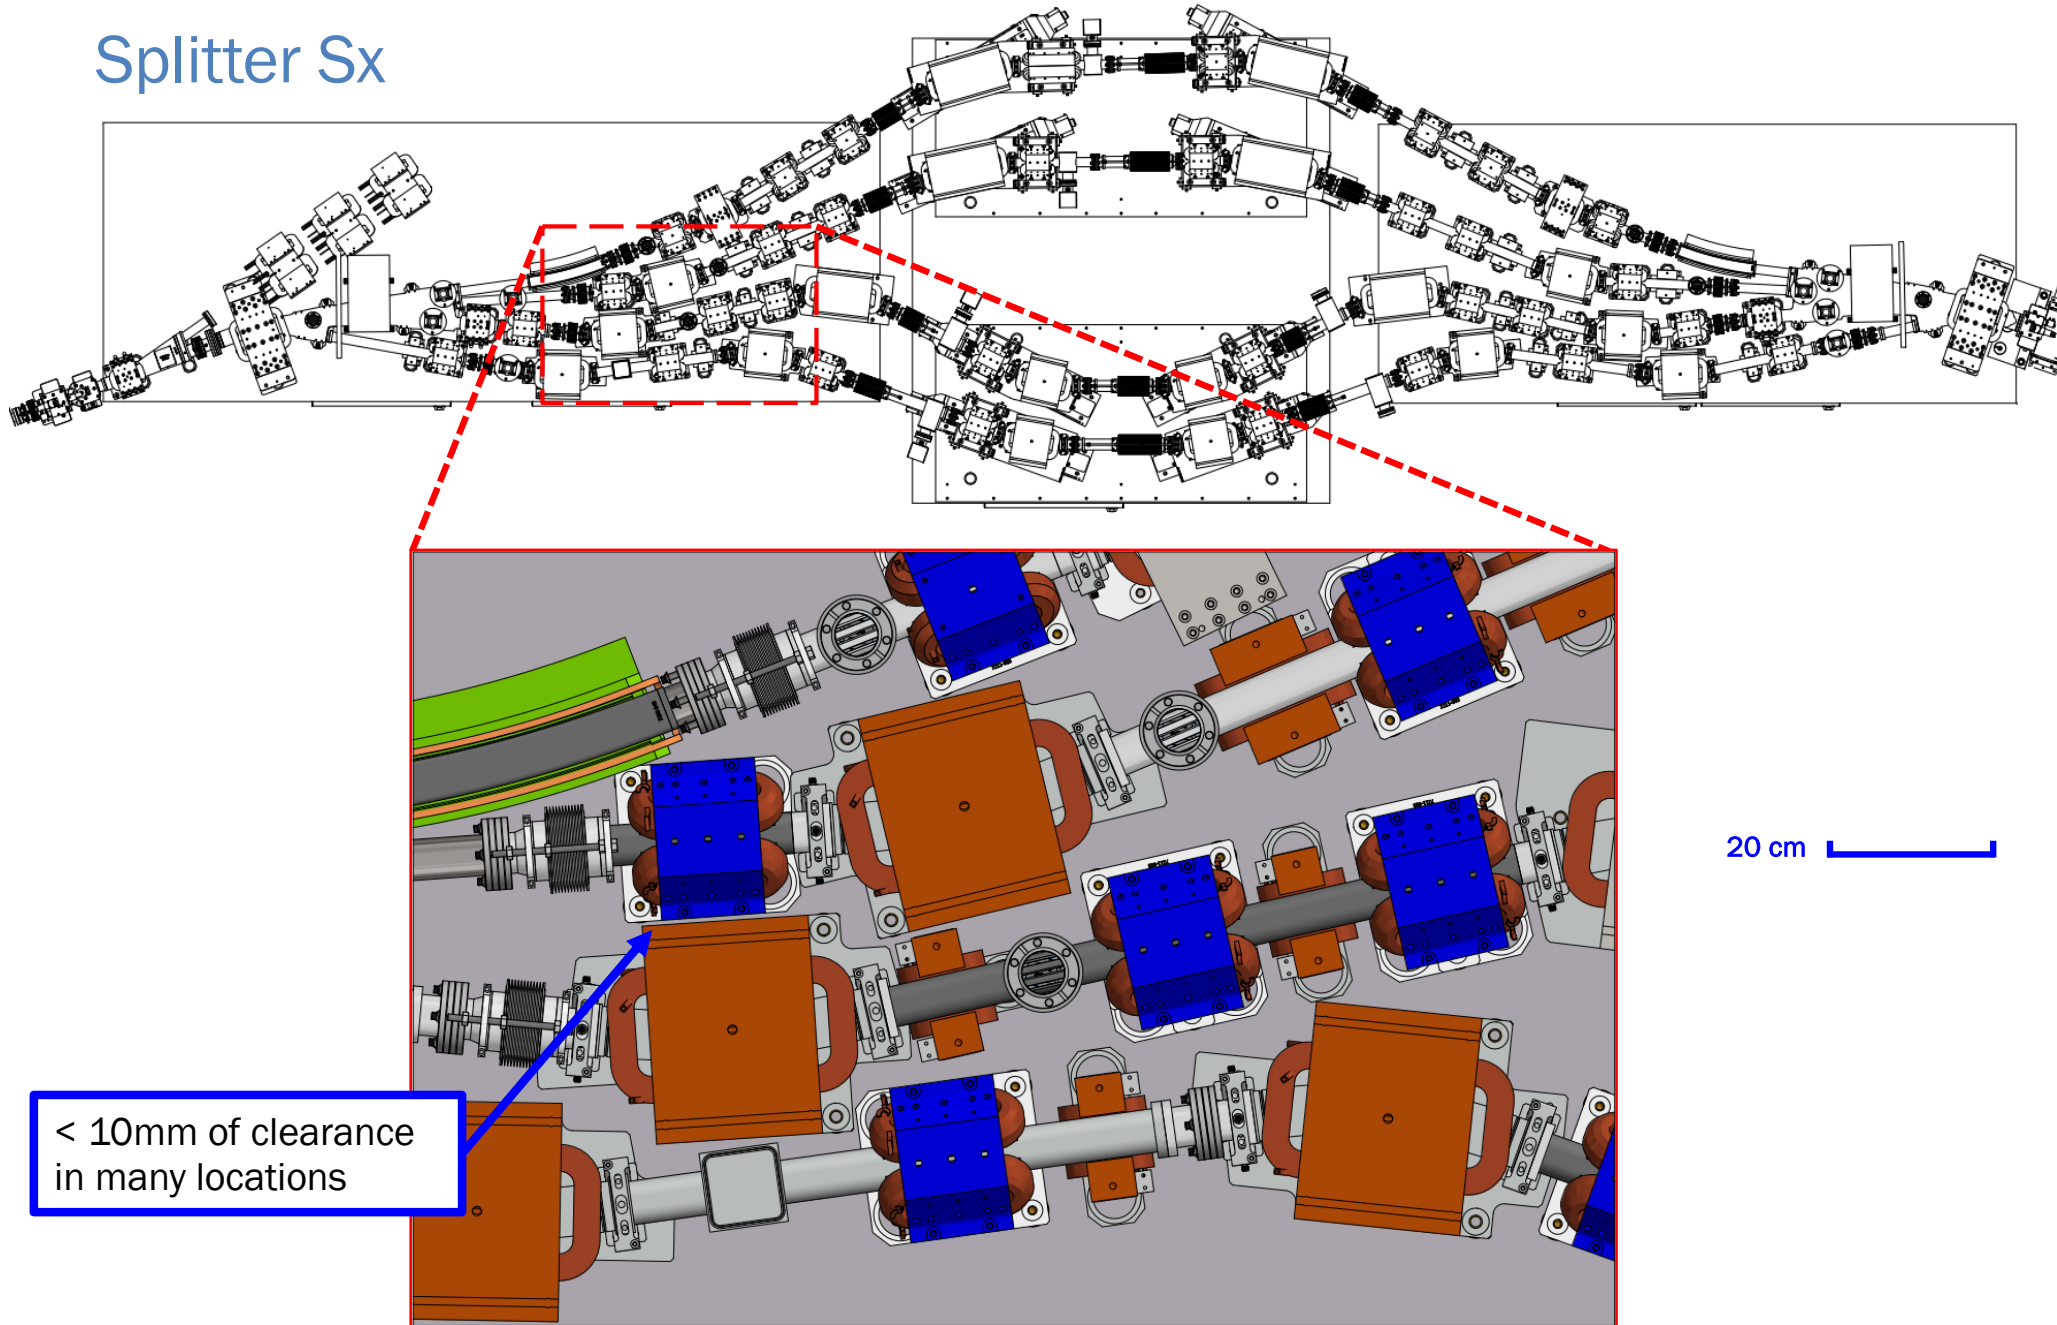 Splitter Sx
20 cm
< 10mm of clearance
in many locations